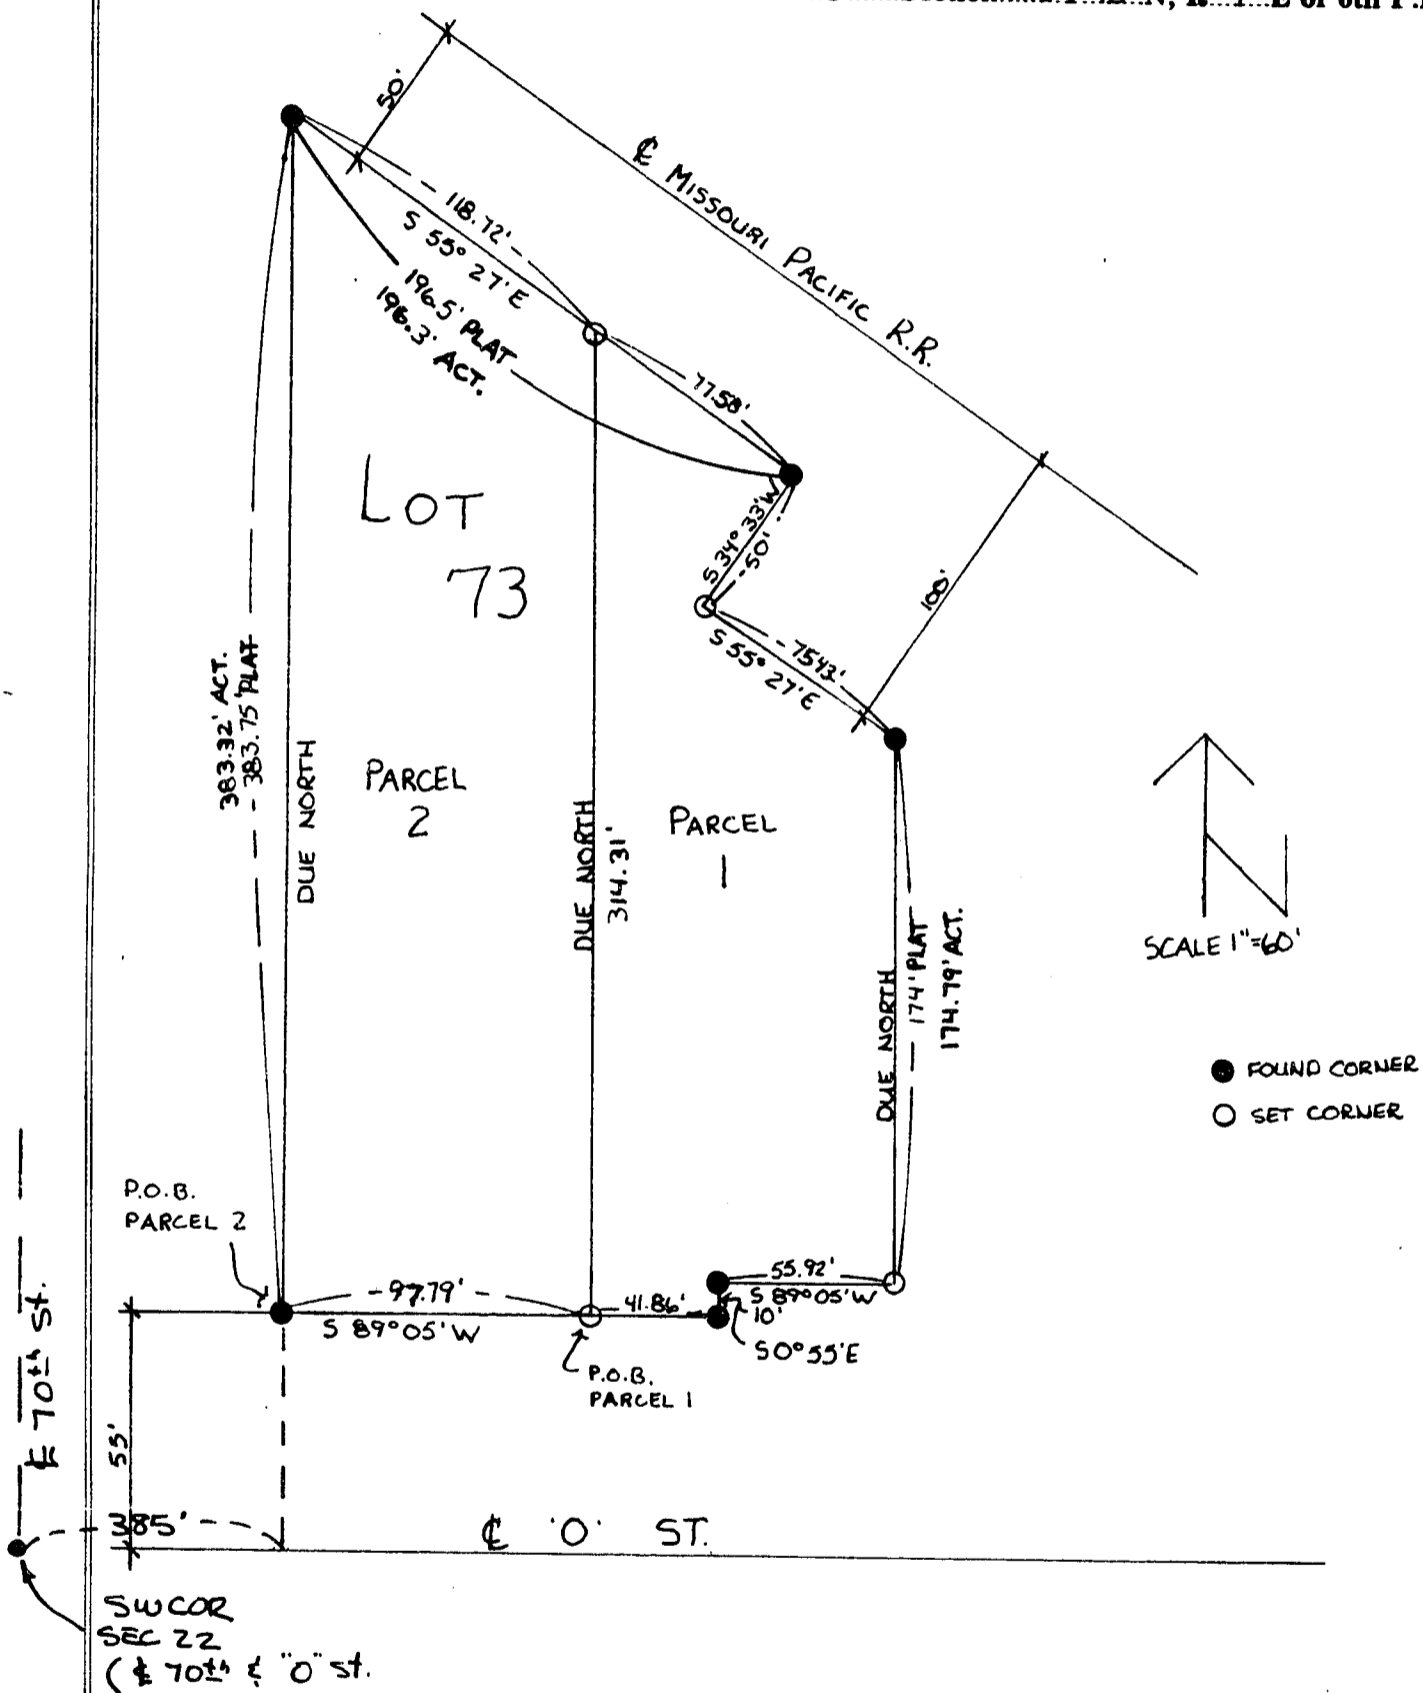 N, R 1 E of 6th P.
50'
℄ MISSOURI PACIFIC R.R.
118.72'
S 55° 27' E
196.5' PLAT
196.3' ACT.
77.58'
LOT
73
S 34° 33' W
50'
100'
75.43'
S 55° 27' E
383.32' ACT.
383.75' PLAT
DUE NORTH
PARCEL
2
DUE NORTH
314.31'
PARCEL
1
DUE NORTH
174' PLAT
174.79' ACT.
N
SCALE 1"=60'
FOUND CORNER
SET CORNER
P.O.B.
PARCEL 2
97.79'
S 89° 05' W
41.86'
55.92'
S 89° 05' W
10'
S 0° 55' E
P.O.B.
PARCEL 1
℄ 70th St.
55'
385'
℄ 'O' ST.
SW COR
SEC 22
(℄ 70th & "O" St.